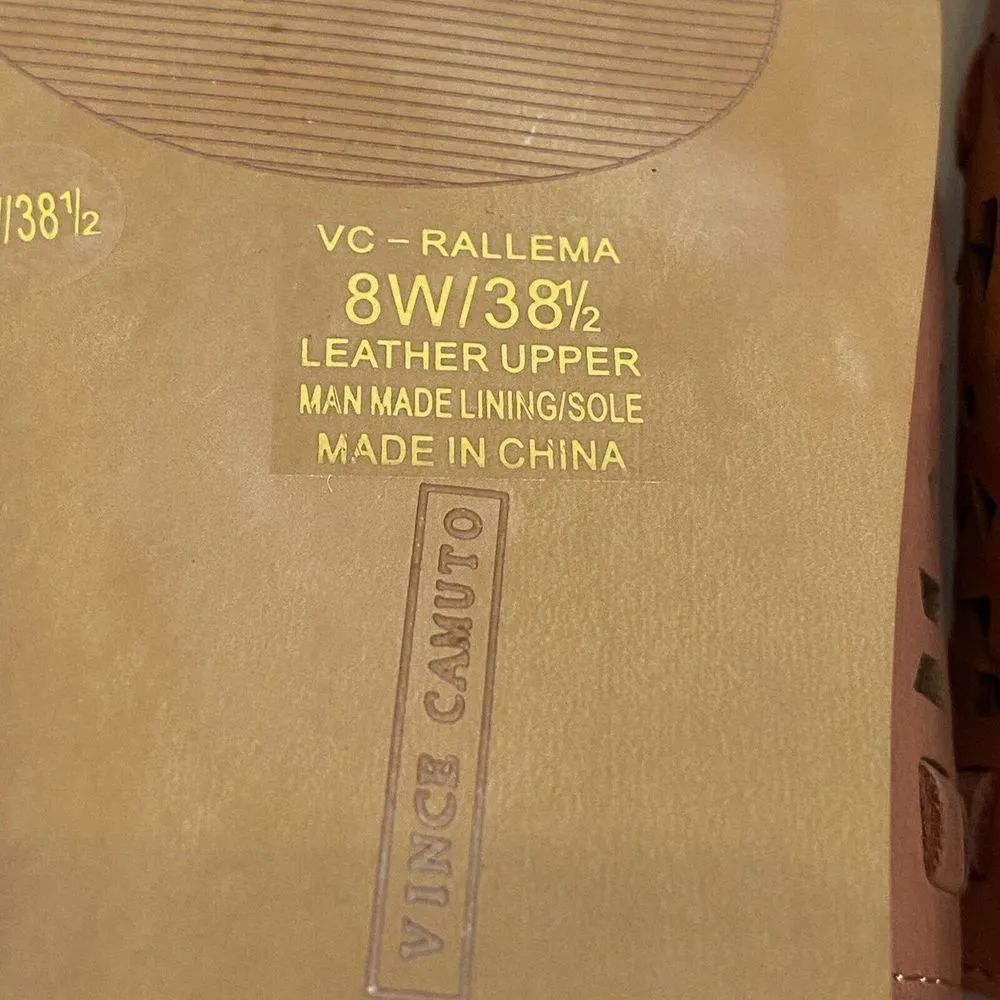 /38½
VC – RALLEMA
8W/38½
LEATHER UPPER
MAN MADE LINING/SOLE
MADE IN CHINA
VINCE CAMUTO